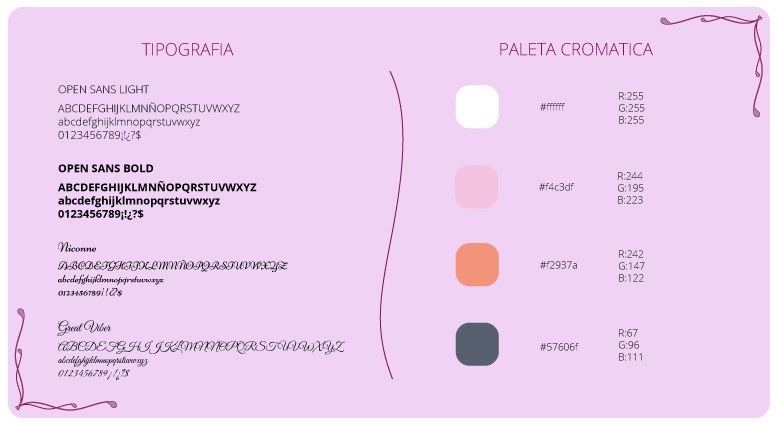 TIPOGRAFIA
OPEN SANS LIGHT
ABCDEFGHIJKLMNÑOPQRSTUVWXYZ
abcdefghijklmnopqrstuvwxyz
0123456789¡!¿?$
OPEN SANS BOLD
ABCDEFGHIJKLMNÑOPQRSTUVWXYZ
abcdefghijklmnopqrstuvwxyz
0123456789¡!¿?$
Niconne
ABCDEFGHIJKLMNÑOPQRSTUVWXYZ
abcdefghijklmnopqrstuvwxyz
0123456789¡!¿?$
Great Viber
ABCDEFGHIJKLMNÑOPQRSTUVWXYZ
abcdefghijklmnopqrstuvwxyz
0123456789¡!¿?$
PALETA CROMATICA
#ffffff
R:255
G:255
B:255
#f4c3df
R:244
G:195
B:223
#f2937a
R:242
G:147
B:122
#57606f
R:67
G:96
B:111